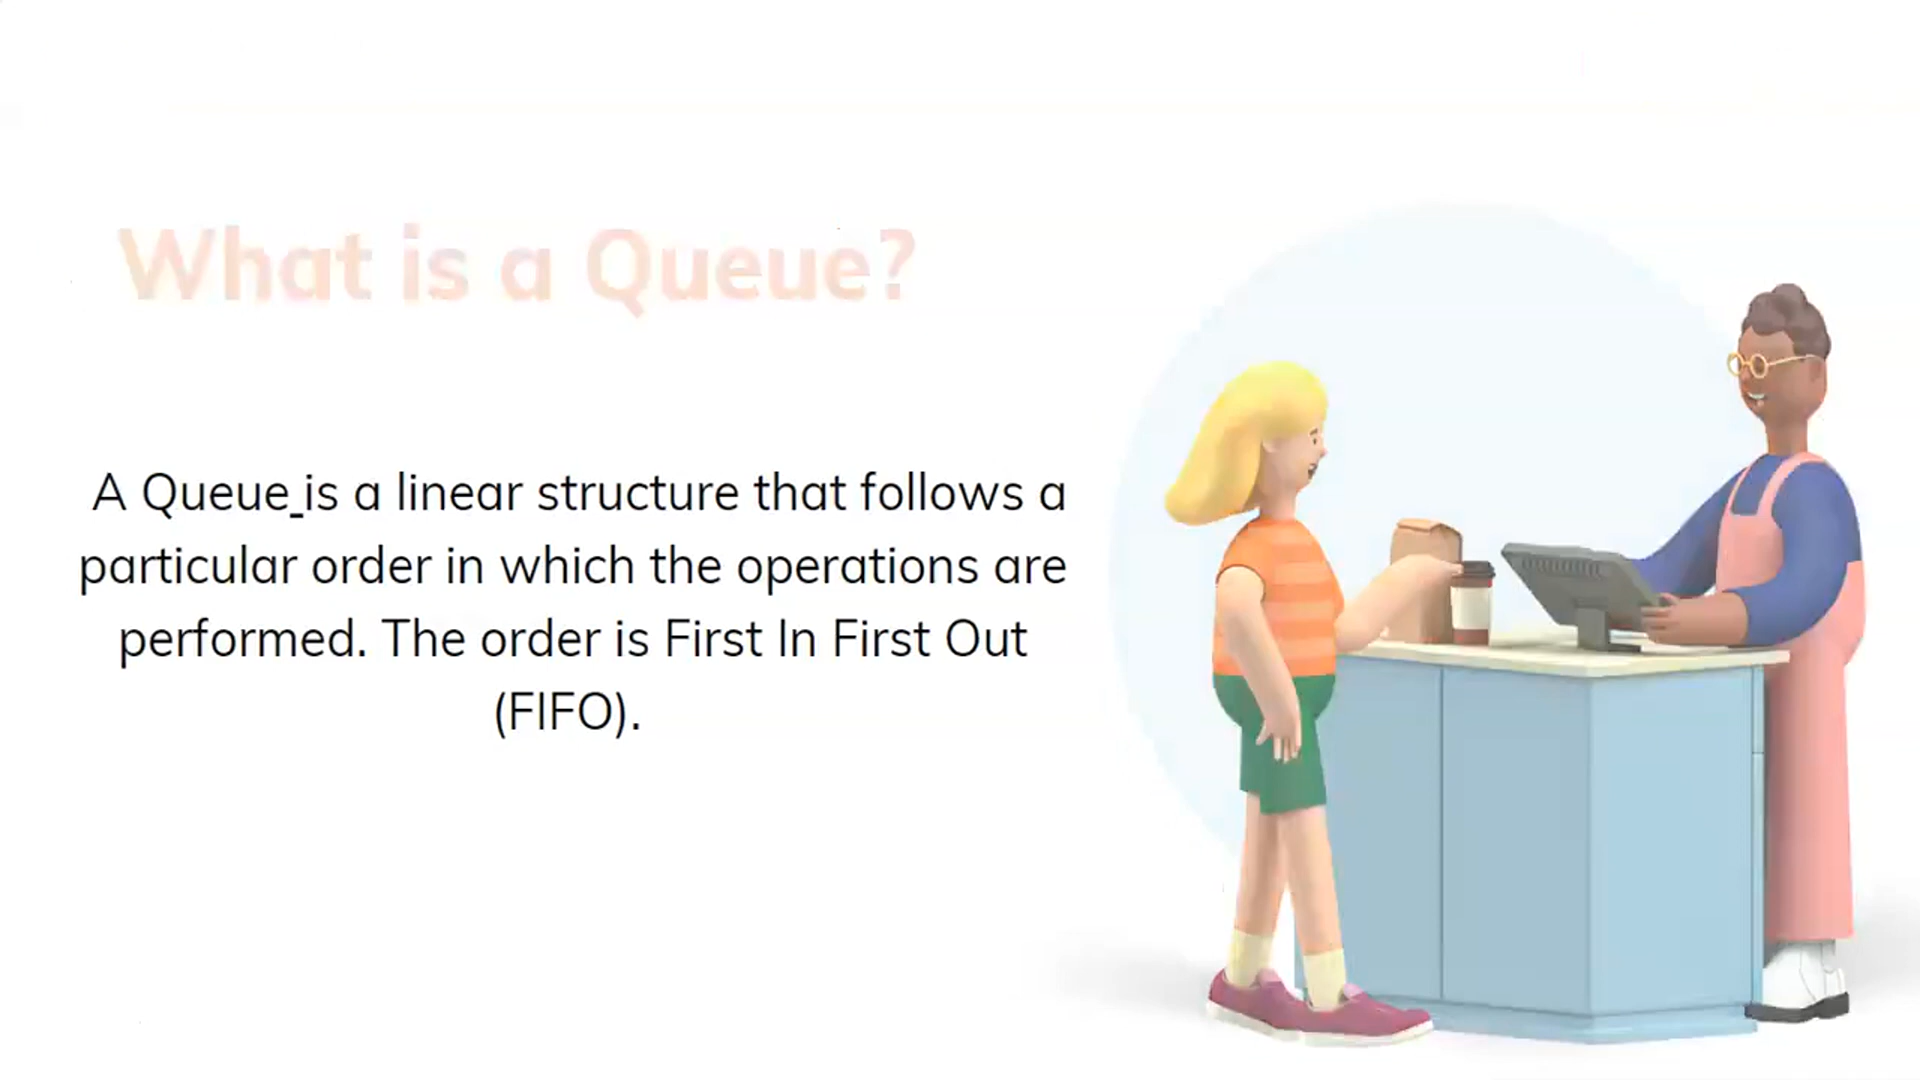 What is a Queue?
A Queue is a linear structure that follows a
particular order in which the operations are
performed. The order is First In First Out
(FIFO).